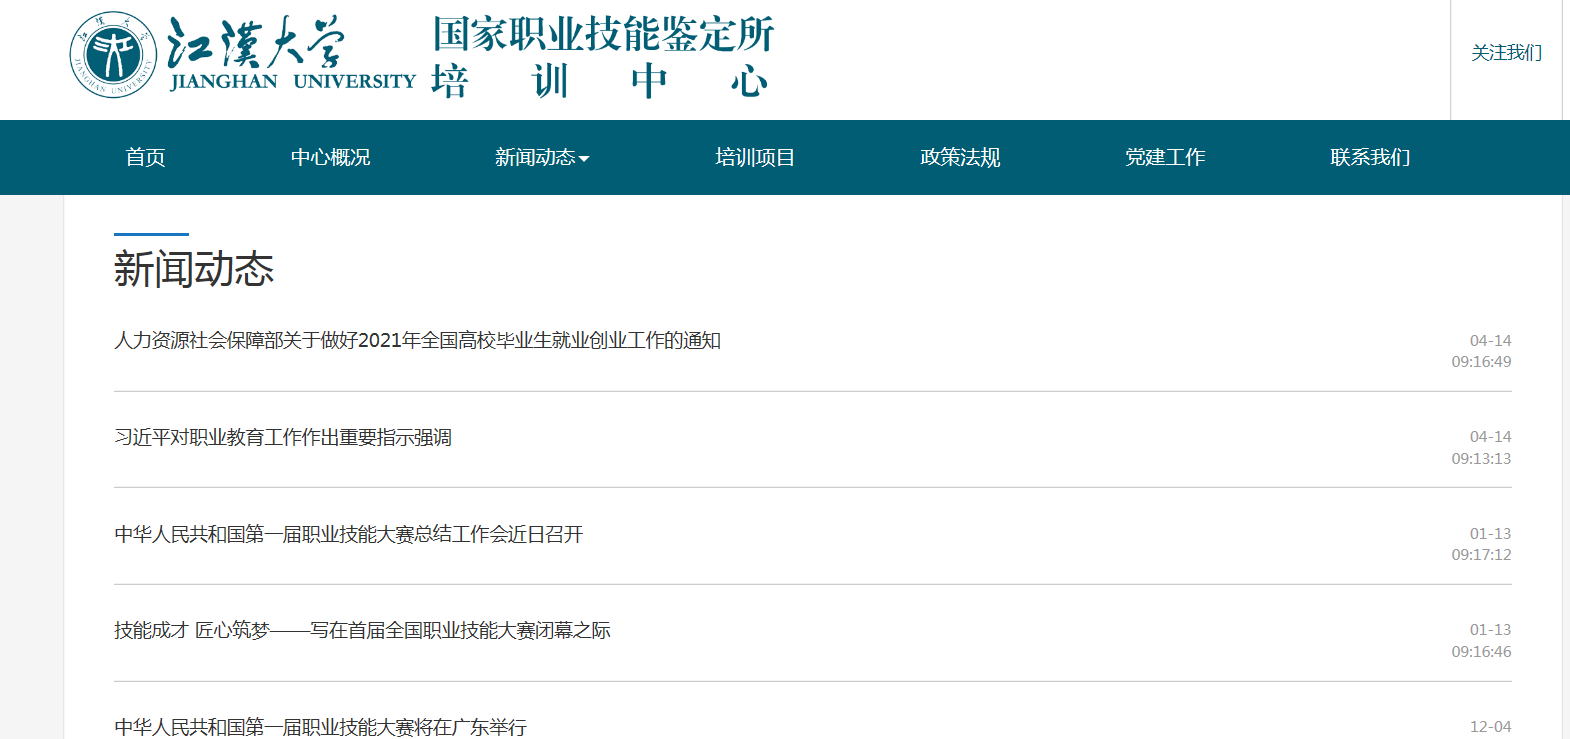 江漢大学
JIANGHAN UNIVERSITY
国家职业技能鉴定所
培训中心
关注我们
首页 中心概况 新闻动态 培训项目 政策法规 党建工作 联系我们
新闻动态
人力资源社会保障部关于做好2021年全国高校毕业生就业创业工作的通知
04-14
09:16:49
习近平对职业教育工作作出重要指示强调
04-14
09:13:13
中华人民共和国第一届职业技能大赛总结工作会近日召开
01-13
09:17:12
技能成才 匠心筑梦——写在首届全国职业技能大赛闭幕之际
01-13
09:16:46
中华人民共和国第一届职业技能大赛将在广东举行
12-04